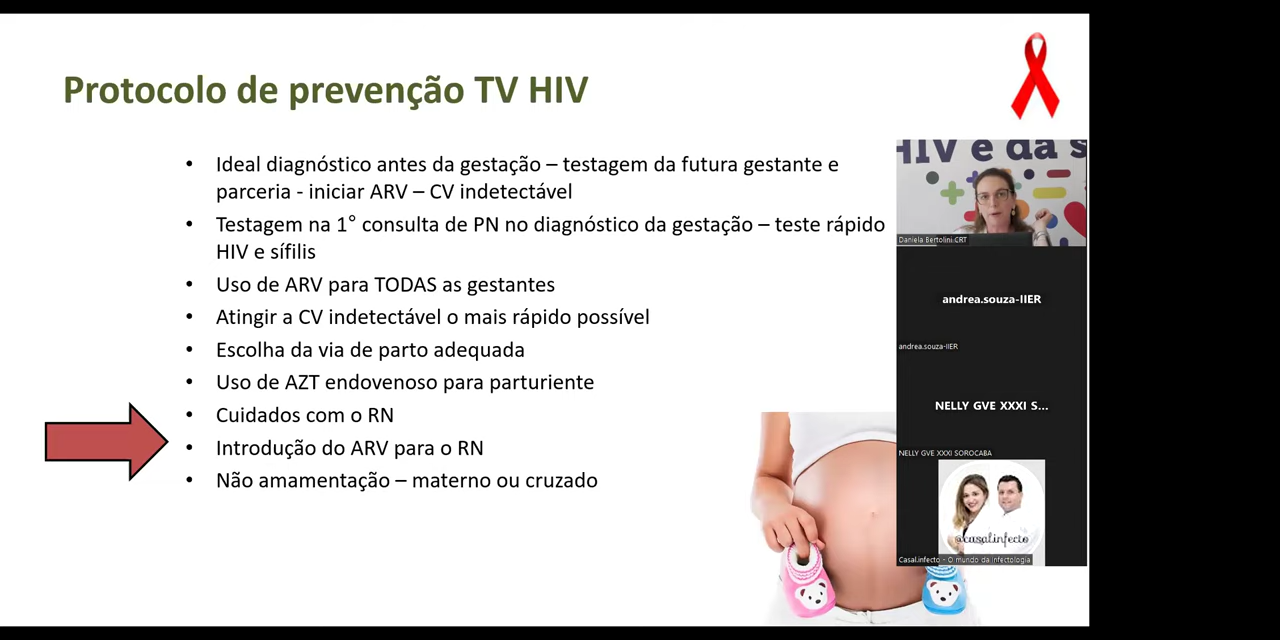 Protocolo de prevenção TV HIV
• Ideal diagnóstico antes da gestação – testagem da futura gestante e
parceria - iniciar ARV – CV indetectável
• Testagem na 1° consulta de PN no diagnóstico da gestação – teste rápido
HIV e sífilis
• Uso de ARV para TODAS as gestantes
• Atingir a CV indetectável o mais rápido possível
• Escolha da via de parto adequada
• Uso de AZT endovenoso para parturiente
• Cuidados com o RN
• Introdução do ARV para o RN
• Não amamentação – materno ou cruzado
HIV e da s
Daniela Bertolini CRT
andrea.souza-IIER
andrea.souza-IIER
NELLY GVE XXXI S...
NELLY GVE XXXI SOROCABA
@casal.infecto
Casal.infecto - O mundo da infectologia